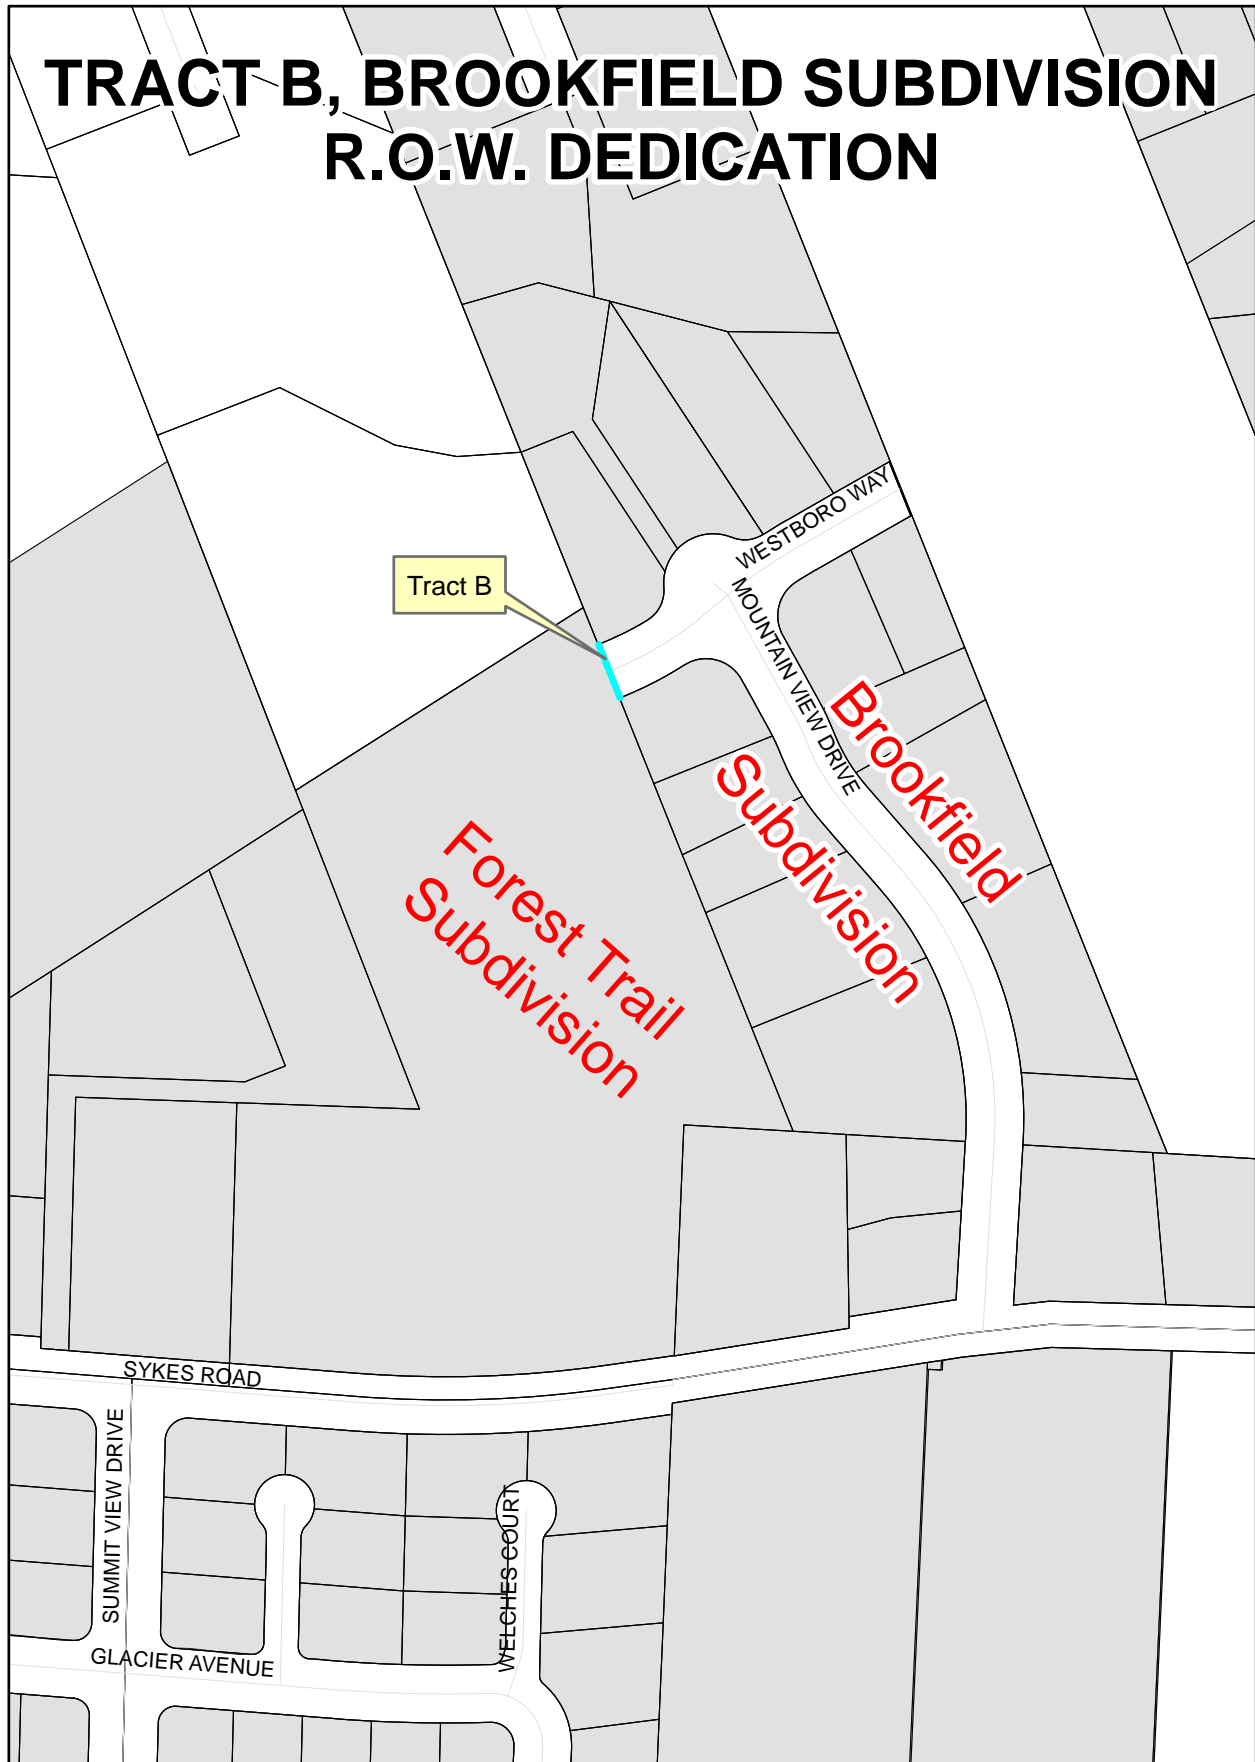 TRACT B, BROOKFIELD SUBDIVISION
R.O.W. DEDICATION
WESTBORO WAY
Tract B
MOUNTAIN VIEW DRIVE
Brookfield
Subdivision
Forest Trail
Subdivision
SYKES ROAD
SUMMIT VIEW DRIVE
WELCHES COURT
GLACIER AVENUE